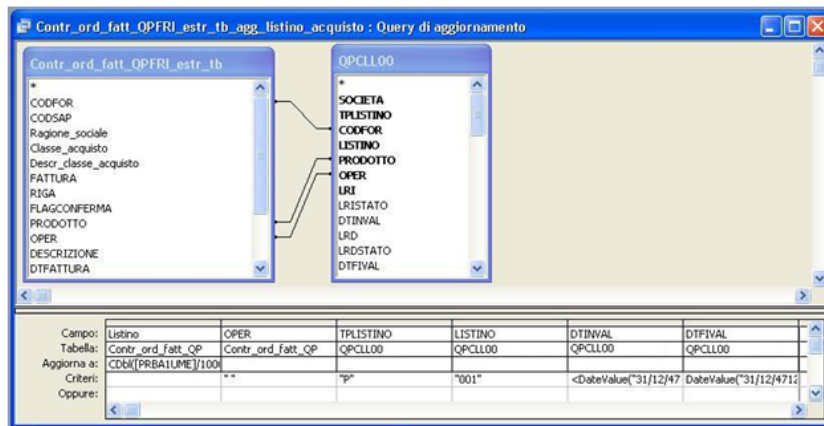 Contr_ord_fatt_QPFRI_estr_tb_agg_listino_acquisto : Query di aggiornamento
Contr_ord_fatt_QPFRI_estr_tb
*
CODFOR
CODSAP
Ragione_sociale
Classe_acquisto
Descr_classe_acquisto
FATTURA
RIGA
FLAGCONFERMA
PRODOTTO
OPER
DESCRIZIONE
DTFATTURA
QPCLL00
*
SOCIETA
TPLISTINO
CODFOR
LISTINO
PRODOTTO
OPER
LRI
LRISTATO
DTINVAL
LRD
LRDSTATO
DTFIVAL
Campo: Listino OPER TPLISTINO LISTINO DTINVAL DTFIVAL
Tabella: Contr_ord_fatt_QP Contr_ord_fatt_QP QPCLL00 QPCLL00 QPCLL00 QPCLL00
Aggiorna a: CDbl([PRBA1UME]/100
Criteri: " " "P" "001" <DateValue("31/12/47 DateValue("31/12/4712
Oppure: